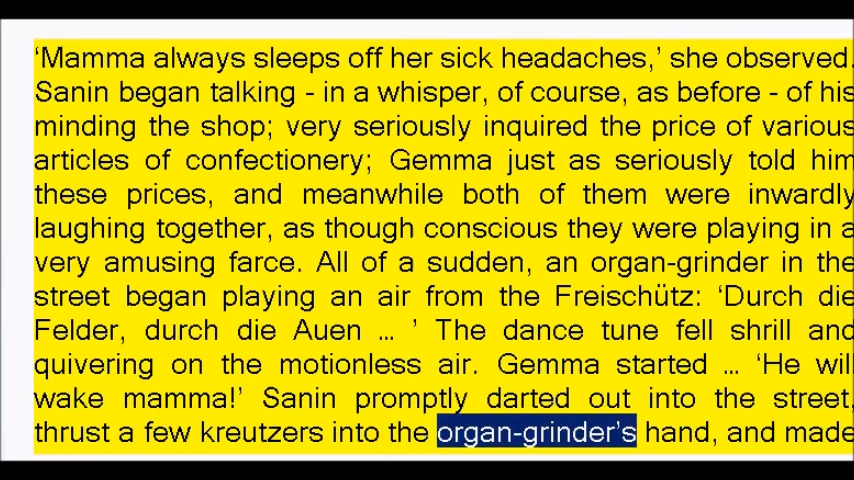 ‘Mamma always sleeps off her sick headaches,’ she observed.
Sanin began talking - in a whisper, of course, as before - of his
minding the shop; very seriously inquired the price of various
articles of confectionery; Gemma just as seriously told him
these prices, and meanwhile both of them were inwardly
laughing together, as though conscious they were playing in a
very amusing farce. All of a sudden, an organ-grinder in the
street began playing an air from the Freischütz: ‘Durch die
Felder, durch die Auen … ’ The dance tune fell shrill and
quivering on the motionless air. Gemma started … ‘He will
wake mamma!’ Sanin promptly darted out into the street,
thrust a few kreutzers into the organ-grinder’s hand, and made